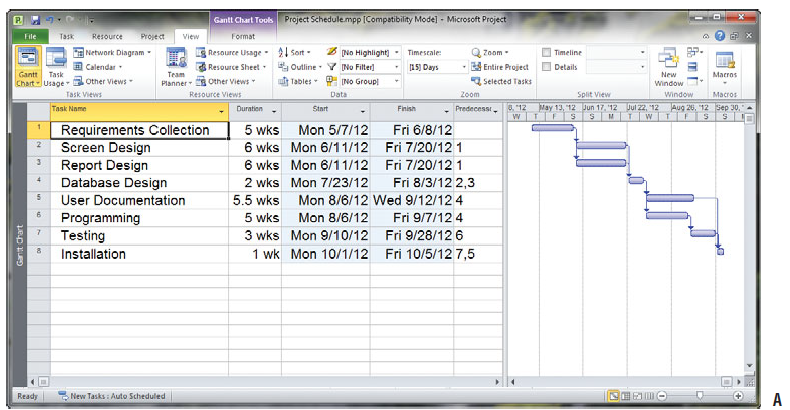 Gantt Chart Tools Project Schedule.mpp [Compatibility Mode] - Microsoft Project
File Task Resource Project View Format
Gantt Chart Task Usage Network Diagram Calendar Other Views Team Planner Resource Usage Resource Sheet Other Views Sort Outline Tables [No Highlight] [No Filter] [No Group] Timescale: [15] Days Zoom Entire Project Selected Tasks Timeline Details New Window Macros
Task Views Resource Views Data Zoom Split View Window Macros
Task Name Duration Start Finish Predecessc 8, '12 May 13, '12 Jun 17, '12 Jul 22, '12 Aug 26, '12 Sep 30, '
W T F S S M T W T F S
1 Requirements Collection 5 wks Mon 5/7/12 Fri 6/8/12
2 Screen Design 6 wks Mon 6/11/12 Fri 7/20/12 1
3 Report Design 6 wks Mon 6/11/12 Fri 7/20/12 1
4 Database Design 2 wks Mon 7/23/12 Fri 8/3/12 2,3
5 User Documentation 5.5 wks Mon 8/6/12 Wed 9/12/12 4
6 Programming 5 wks Mon 8/6/12 Fri 9/7/12 4
7 Testing 3 wks Mon 9/10/12 Fri 9/28/12 6
8 Installation 1 wk Mon 10/1/12 Fri 10/5/12 7,5
Gantt Chart
Ready New Tasks : Auto Scheduled
A